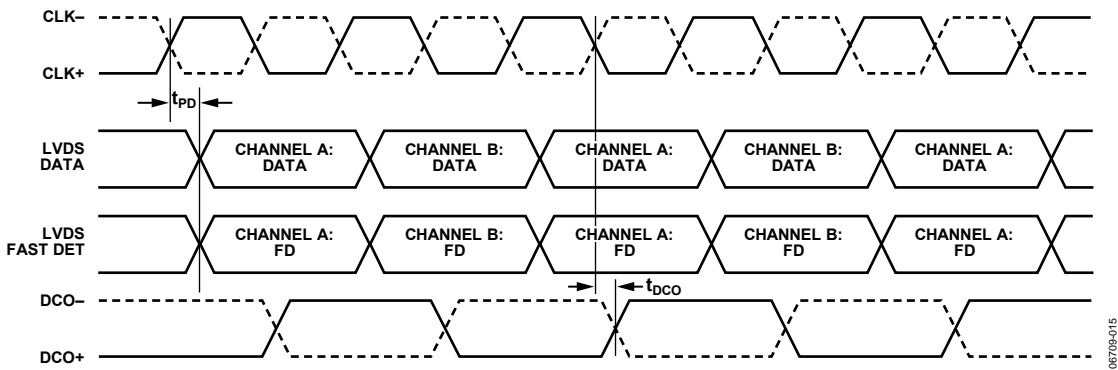 CLK–
CLK+
tPD
LVDS
DATA
CHANNEL A:
DATA
CHANNEL B:
DATA
CHANNEL A:
DATA
CHANNEL B:
DATA
CHANNEL A:
DATA
LVDS
FAST DET
CHANNEL A:
FD
CHANNEL B:
FD
CHANNEL A:
FD
CHANNEL B:
FD
CHANNEL A:
FD
tDCO
DCO–
DCO+
06709-015